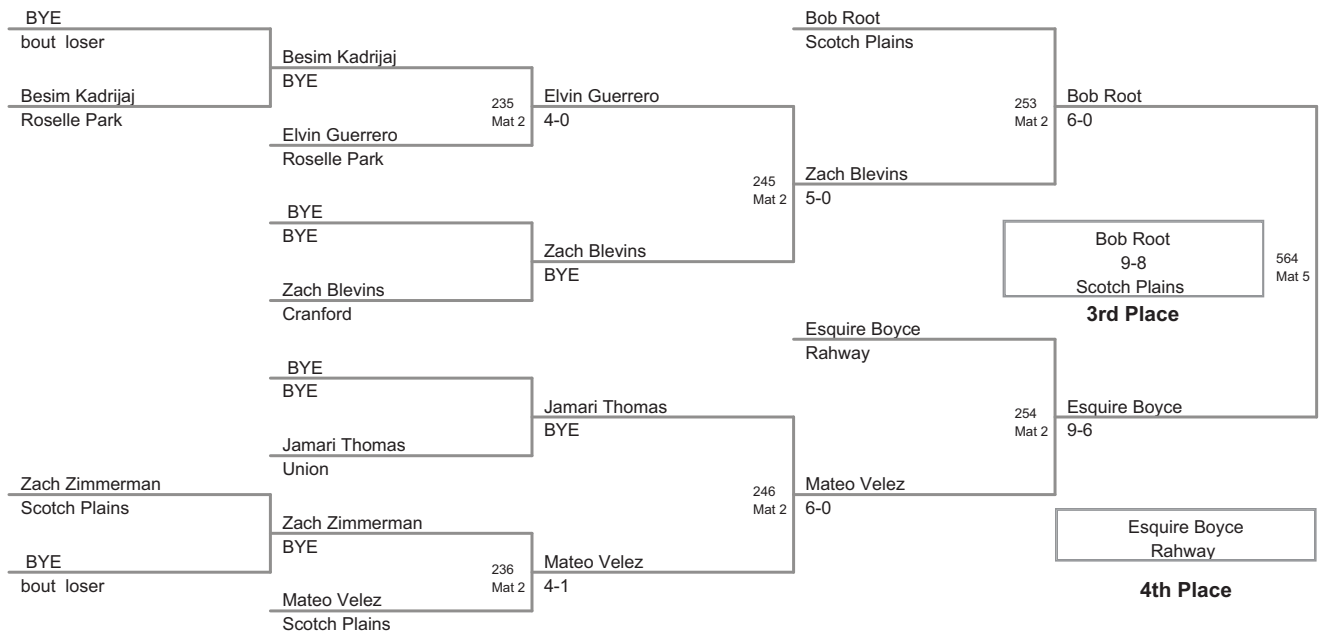 BYE
bout loser
Besim Kadrijaj
Roselle Park
Besim Kadrijaj
BYE
235
Mat 2
Elvin Guerrero
Roselle Park
Elvin Guerrero
4-0
BYE
BYE
Zach Blevins
Cranford
Zach Blevins
BYE
245
Mat 2
Bob Root
Scotch Plains
Zach Blevins
5-0
253
Mat 2
Bob Root
6-0
Bob Root
9-8
Scotch Plains
3rd Place
564
Mat 5
BYE
BYE
Jamari Thomas
Union
Jamari Thomas
BYE
Zach Zimmerman
Scotch Plains
BYE
bout loser
Zach Zimmerman
BYE
236
Mat 2
Mateo Velez
Scotch Plains
Mateo Velez
4-1
246
Mat 2
Esquire Boyce
Rahway
Mateo Velez
6-0
254
Mat 2
Esquire Boyce
9-6
Esquire Boyce
Rahway
4th Place